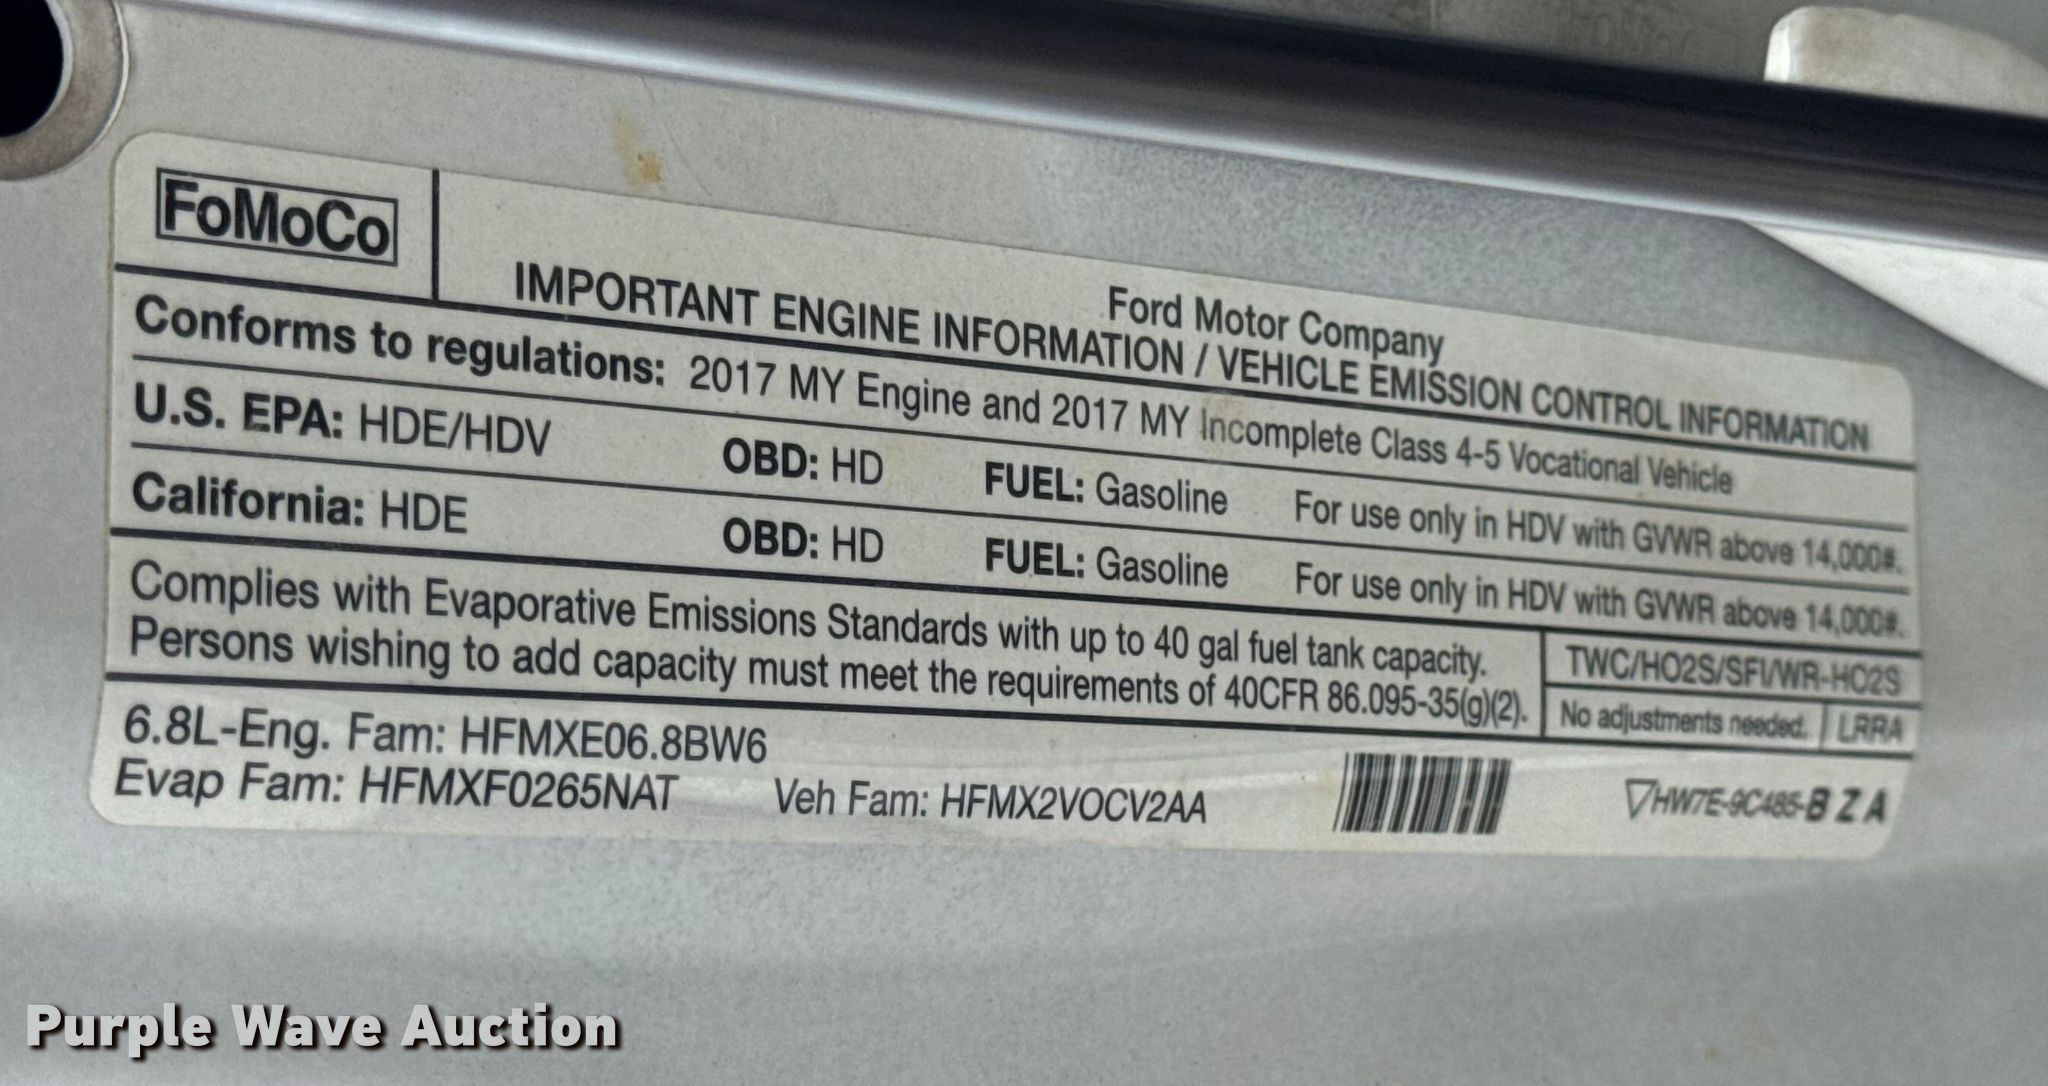 FoMoCo
Ford Motor Company
IMPORTANT ENGINE INFORMATION / VEHICLE EMISSION CONTROL INFORMATION
Conforms to regulations: 2017 MY Engine and 2017 MY Incomplete Class 4-5 Vocational Vehicle
U.S. EPA: HDE/HDV OBD: HD FUEL: Gasoline For use only in HDV with GVWR above 14,000#.
California: HDE OBD: HD FUEL: Gasoline For use only in HDV with GVWR above 14,000#.
Complies with Evaporative Emissions Standards with up to 40 gal fuel tank capacity.
Persons wishing to add capacity must meet the requirements of 40CFR 86.095-35(g)(2).
TWC/HO2S/SFI/WR-HO2S
No adjustments needed. LRRA
6.8L-Eng. Fam: HFMXE06.8BW6
Evap Fam: HFMXF0265NAT Veh Fam: HFMX2VOCV2AA
HW7E-9C485-B Z A
Purple Wave Auction